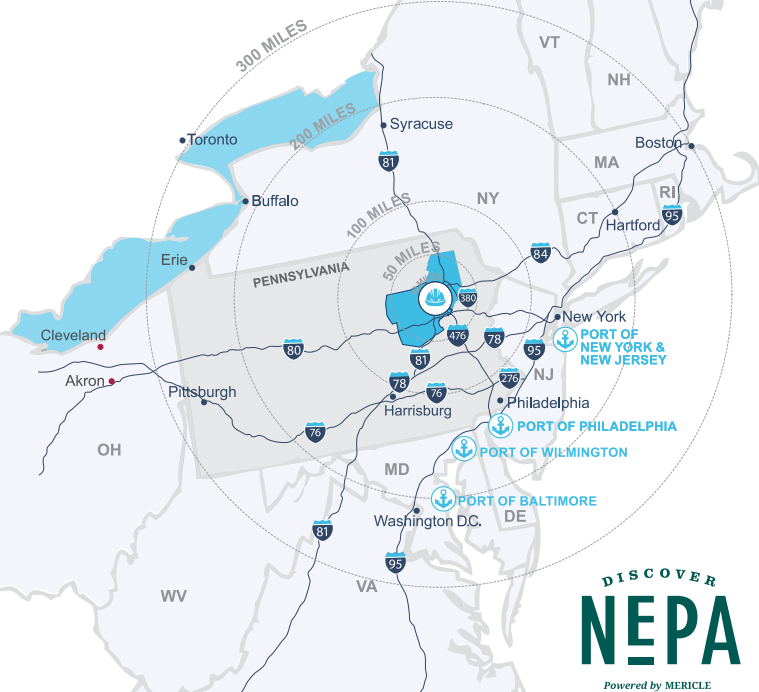 300 MILES
VT
NH
200 MILES
Toronto
Syracuse
Boston
81
MA
Buffalo
100 MILES
NY
RI
CT
95
Hartford
50 MILES
84
Erie
PENNSYLVANIA
380
New York
Cleveland
476
78
PORT OF
NEW YORK &
NEW JERSEY
80
95
81
Akron
78
276
NJ
Pittsburgh
76
Harrisburg
Philadelphia
76
PORT OF PHILADELPHIA
OH
PORT OF WILMINGTON
MD
PORT OF BALTIMORE
Washington D.C.
DE
81
95
WV
VA
DISCOVER
NEPA
Powered by MERICLE